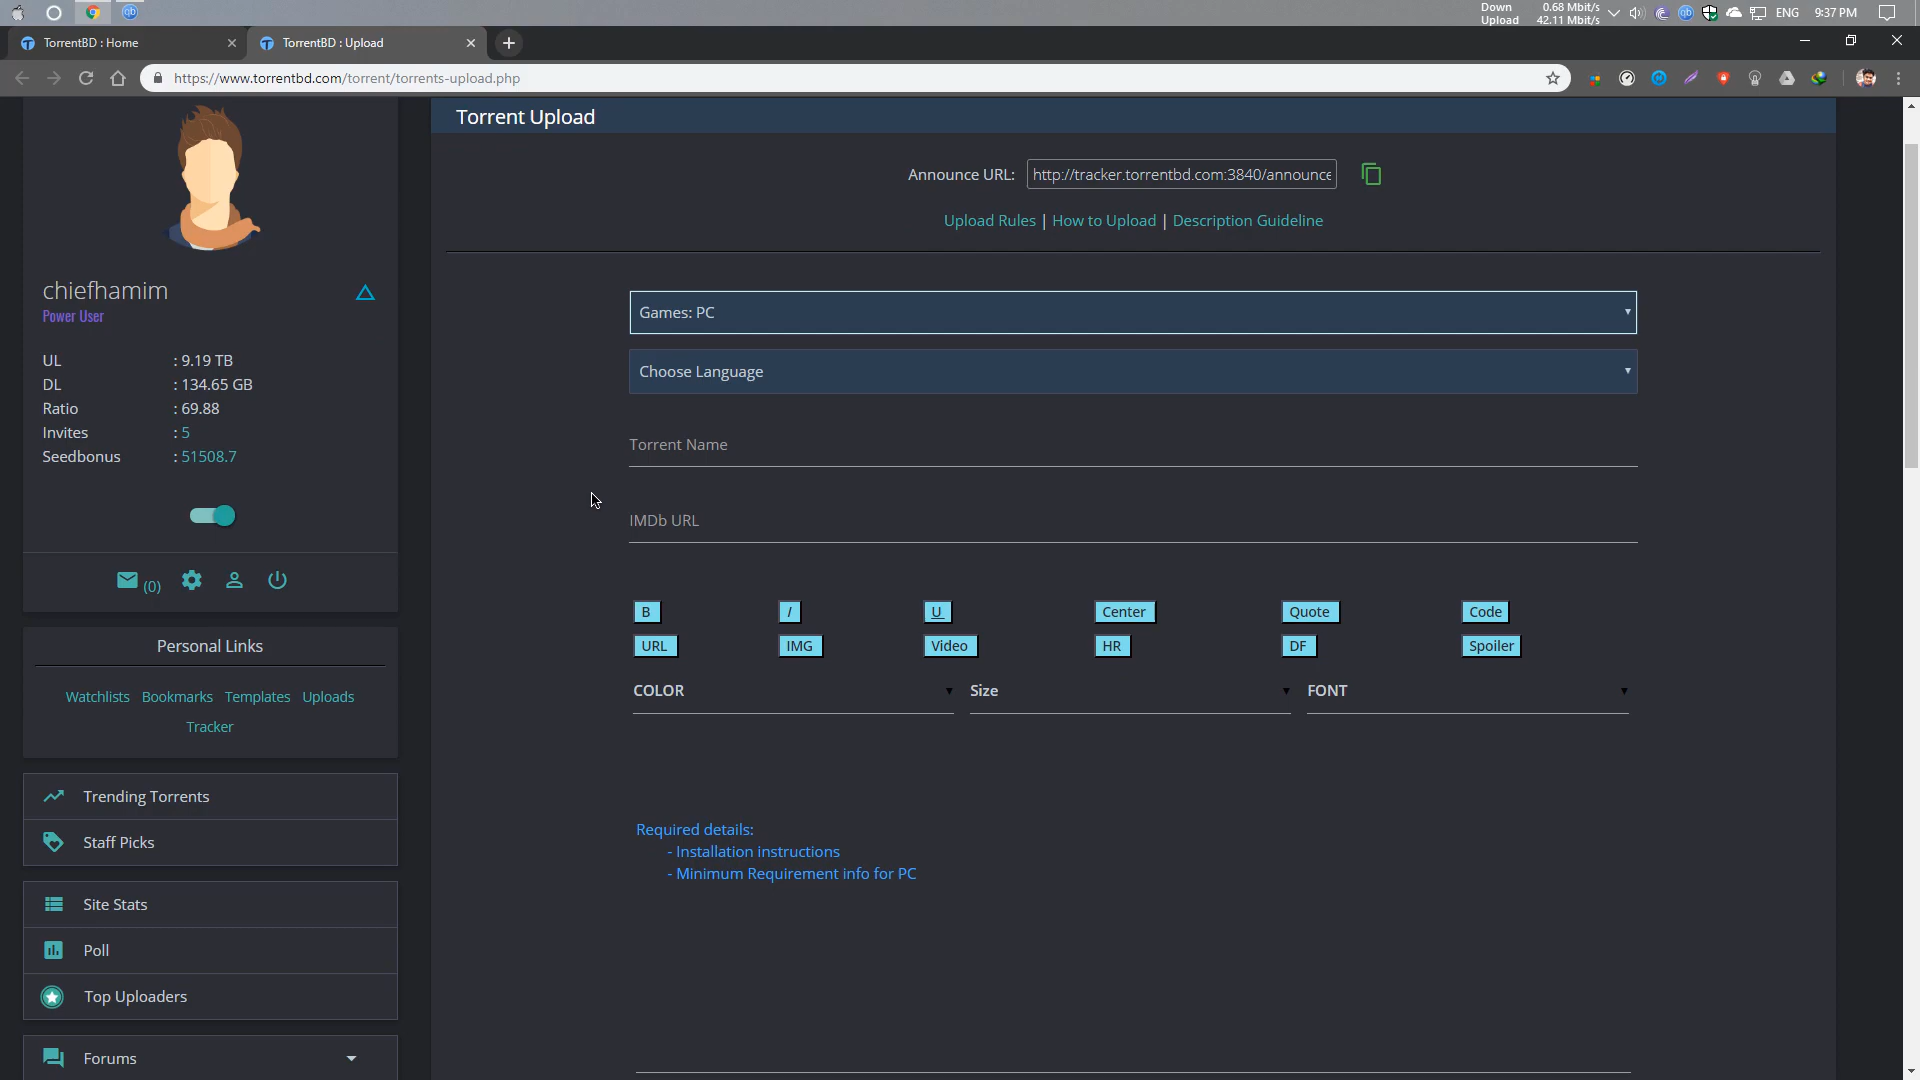 Down 0.68 Mbit/s
Upload 42.11 Mbit/s
ENG 9:37 PM
TorrentBD : Home
TorrentBD : Upload
https://www.torrentbd.com/torrent/torrents-upload.php
Torrent Upload
Announce URL: http://tracker.torrentbd.com:3840/announce
Upload Rules | How to Upload | Description Guideline
chiefhamim
Power User
UL : 9.19 TB
DL : 134.65 GB
Ratio : 69.88
Invites : 5
Seedbonus : 51508.7
(0)
Personal Links
Watchlists Bookmarks Templates Uploads
Tracker
Trending Torrents
Staff Picks
Site Stats
Poll
Top Uploaders
Forums
Games: PC
Choose Language
Torrent Name
IMDb URL
B I U Center Quote Code
URL IMG Video HR DF Spoiler
COLOR Size FONT
Required details:
- Installation instructions
- Minimum Requirement info for PC